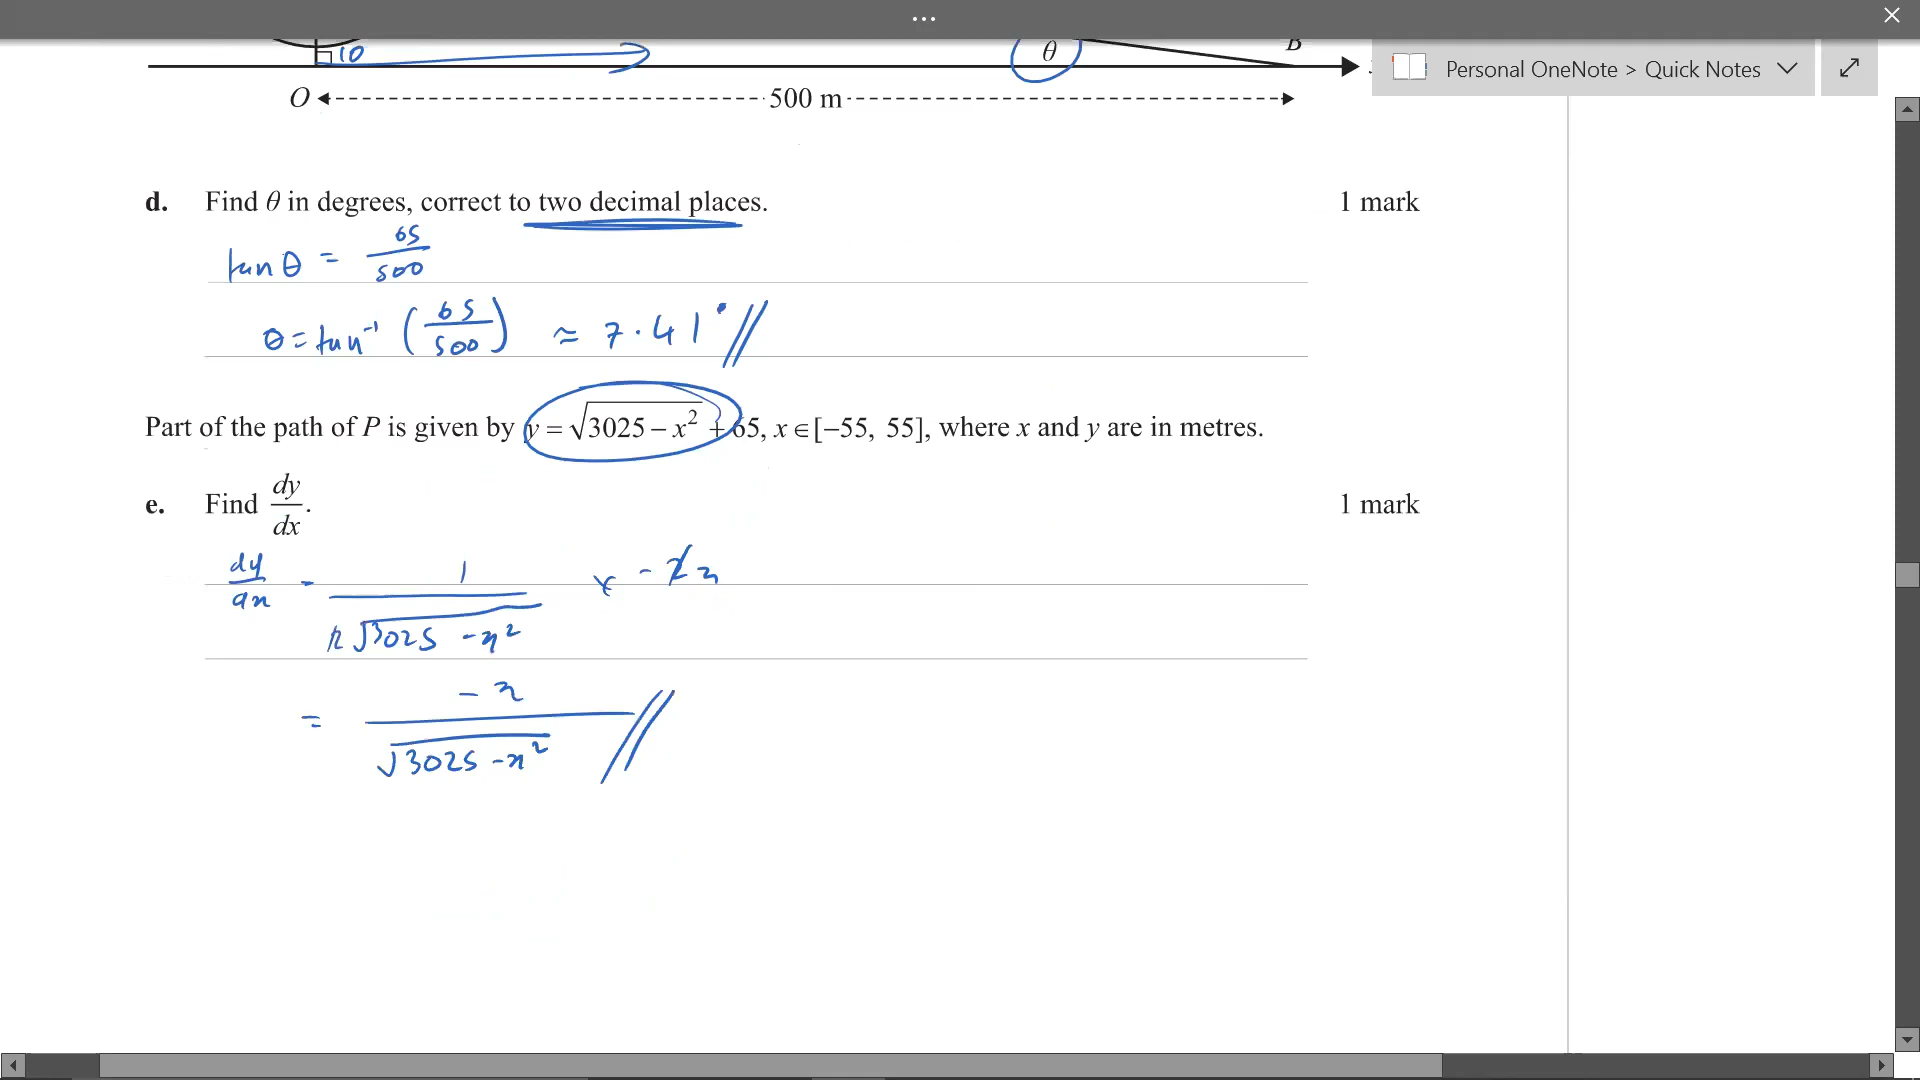 ...
10
θ
B
Personal OneNote > Quick Notes
O
500 m
d. Find θ in degrees, correct to two decimal places. 1 mark
tan θ = 65/500
θ = tan⁻¹ (65/500) ≈ 7.41° //
Part of the path of P is given by y = √(3025 − x²) + 65, x ∈ [−55, 55], where x and y are in metres.
e. Find dy/dx. 1 mark
dy/dx = 1/(2√(3025 − x²)) × −2x
= −x/√(3025 − x²) //